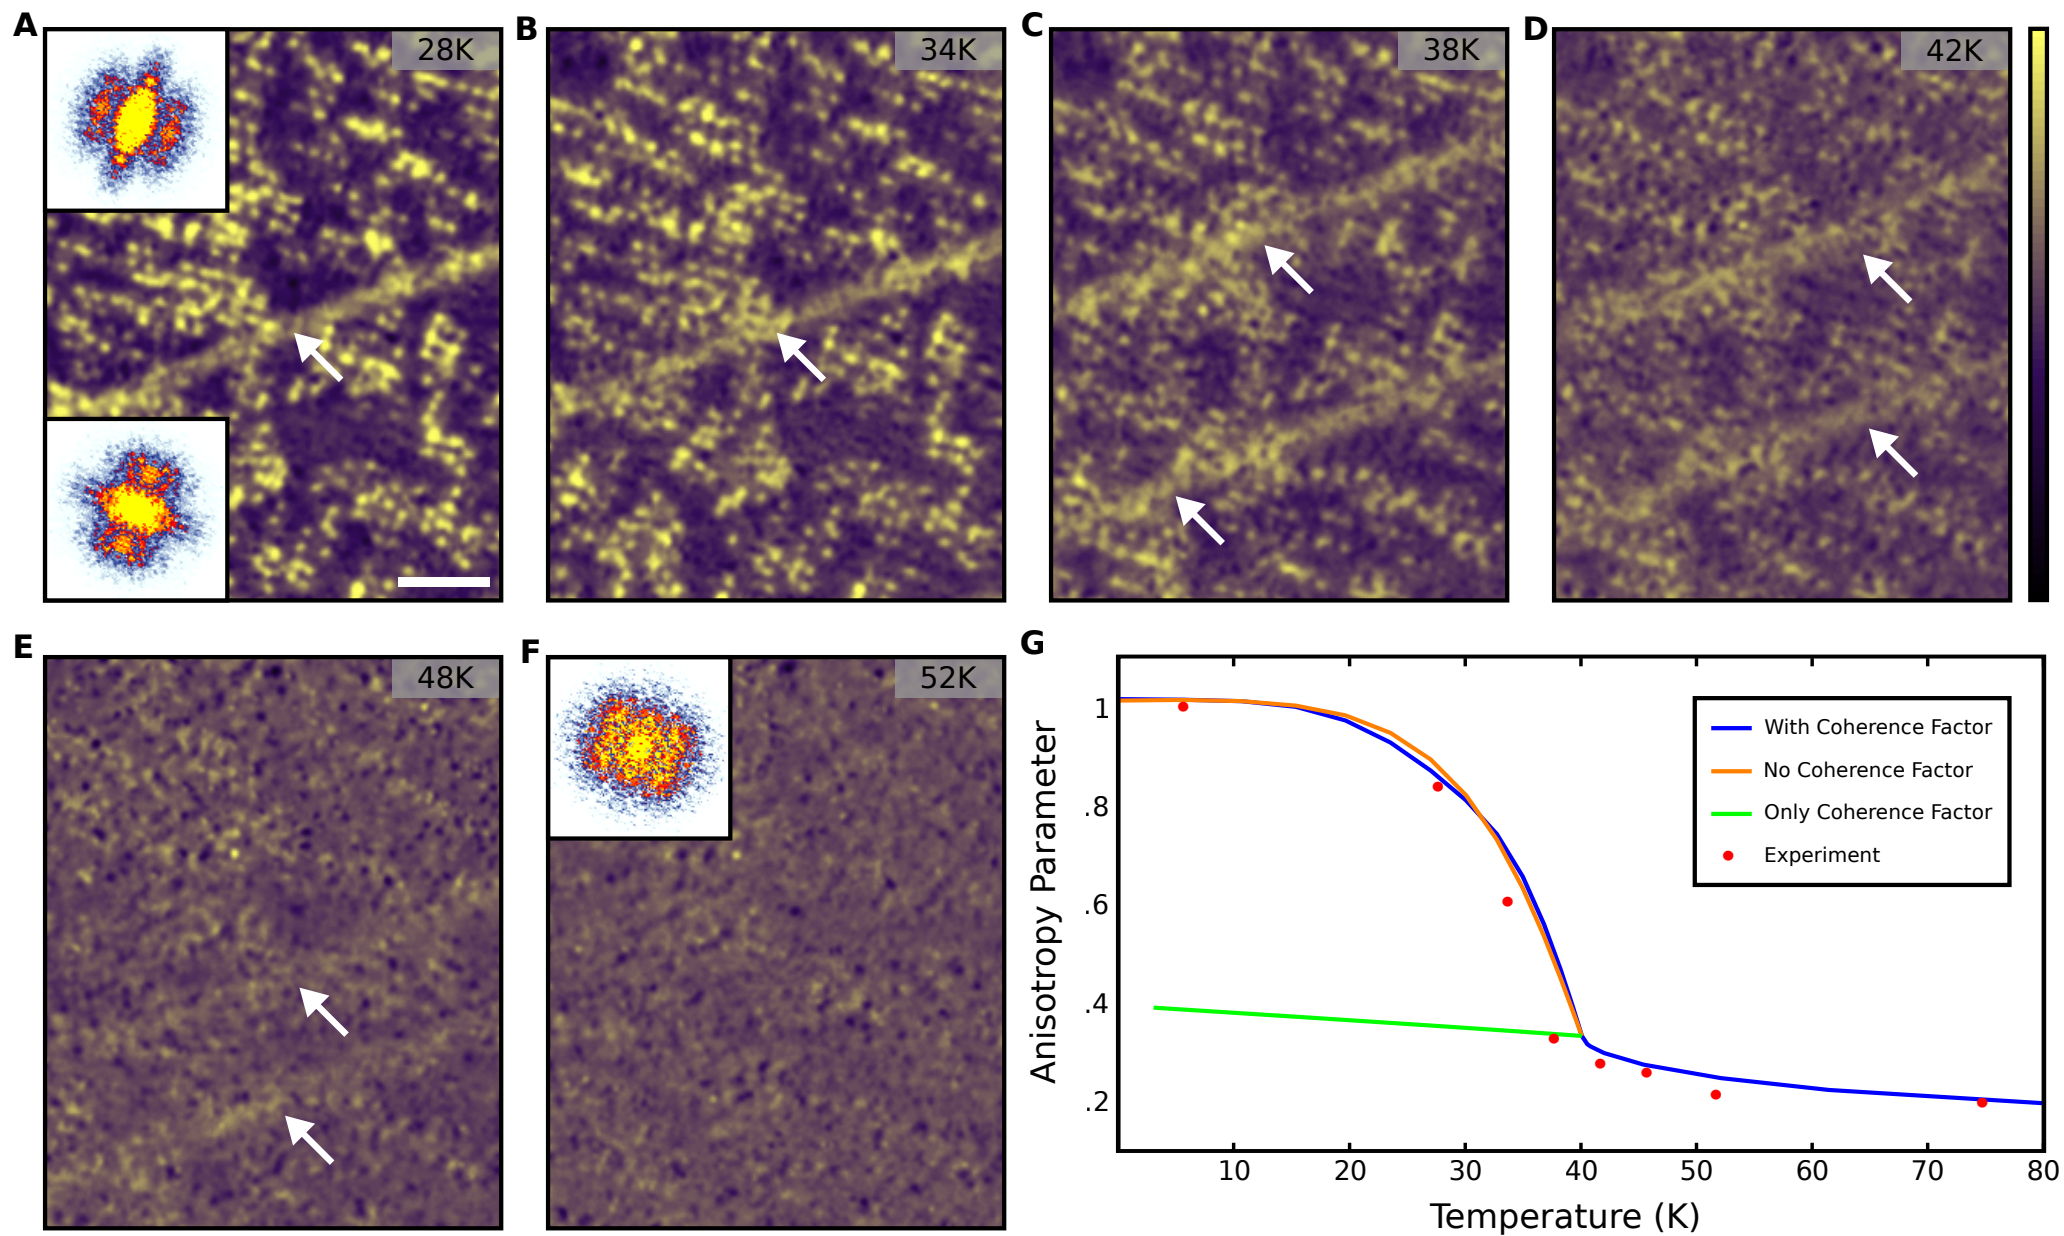 A
28K
B
34K
C
38K
D
42K
E
48K
F
52K
G
Anisotropy Parameter
1
.8
.6
.4
.2
With Coherence Factor
No Coherence Factor
Only Coherence Factor
Experiment
10 20 30 40 50 60 70 80
Temperature (K)